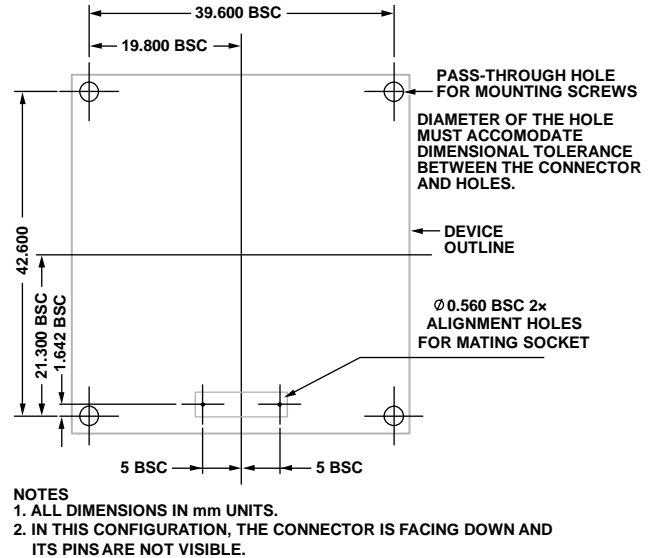 39.600 BSC
19.800 BSC
PASS-THROUGH HOLE
FOR MOUNTING SCREWS
DIAMETER OF THE HOLE
MUST ACCOMODATE
DIMENSIONAL TOLERANCE
BETWEEN THE CONNECTOR
AND HOLES.
DEVICE
OUTLINE
42.600
21.300 BSC
1.642 BSC
Ø0.560 BSC 2×
ALIGNMENT HOLES
FOR MATING SOCKET
5 BSC
5 BSC
NOTES
1. ALL DIMENSIONS IN mm UNITS.
2. IN THIS CONFIGURATION, THE CONNECTOR IS FACING DOWN AND
ITS PINS ARE NOT VISIBLE.